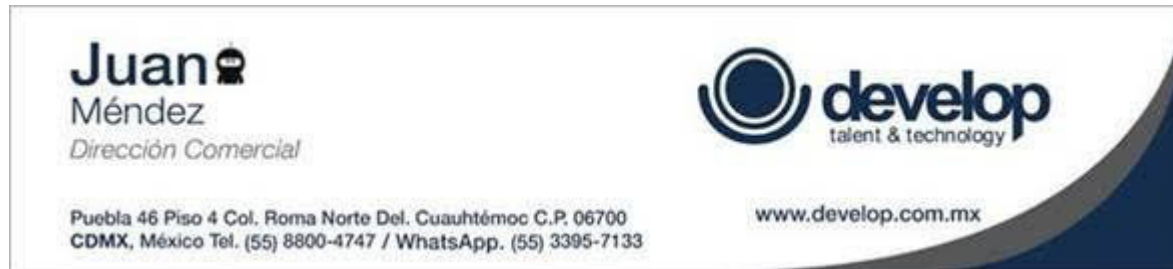 Juan
Méndez
Dirección Comercial
Puebla 46 Piso 4 Col. Roma Norte Del. Cuauhtémoc C.P. 06700
CDMX, México Tel. (55) 8800-4747 / WhatsApp. (55) 3395-7133
develop
talent & technology
www.develop.com.mx